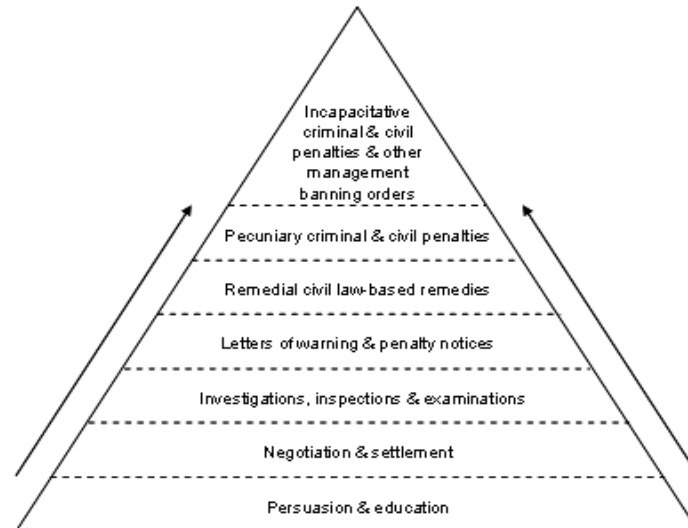 Incapacitative
criminal & civil
penalties & other
management
banning orders
Pecuniary criminal & civil penalties
Remedial civil law-based remedies
Letters of warning & penalty notices
Investigations, inspections & examinations
Negotiation & settlement
Persuasion & education